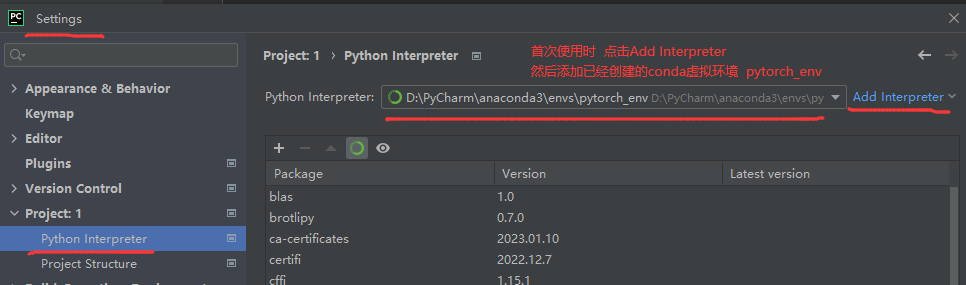 PC Settings
首次使用时 点击Add Interpreter
Project: 1 › Python Interpreter
然后添加已经创建的conda虚拟环境 pytorch_env
Appearance & Behavior
Python Interpreter: D:\PyCharm\anaconda3\envs\pytorch_env D:\PyCharm\anaconda3\envs\py Add Interpreter
Keymap
Editor
Plugins
Package Version Latest version
Version Control
blas 1.0
Project: 1
brotlipy 0.7.0
Python Interpreter
ca-certificates 2023.01.10
Project Structure
certifi 2022.12.7
cffi 1.15.1